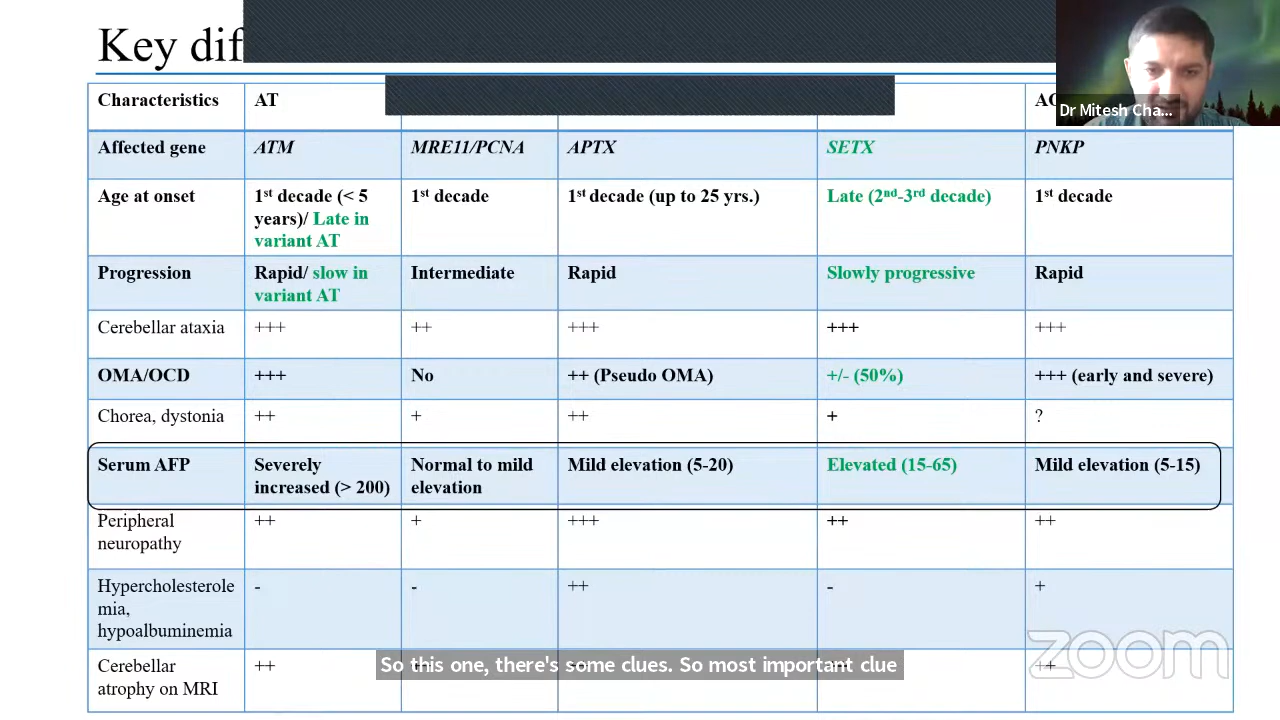 Key dif
Characteristics AT
Dr Mitesh Cha...
Affected gene ATM MRE11/PCNA APTX SETX PNKP
Age at onset 1st decade (< 5 years)/ Late in variant AT 1st decade 1st decade (up to 25 yrs.) Late (2nd-3rd decade) 1st decade
Progression Rapid/ slow in variant AT Intermediate Rapid Slowly progressive Rapid
Cerebellar ataxia +++ ++ +++ +++ +++
OMA/OCD +++ No ++ (Pseudo OMA) +/- (50%) +++ (early and severe)
Chorea, dystonia ++ + ++ + ?
Serum AFP Severely increased (> 200) Normal to mild elevation Mild elevation (5-20) Elevated (15-65) Mild elevation (5-15)
Peripheral neuropathy ++ + +++ ++ ++
Hypercholesterolemia, hypoalbuminemia - - ++ - +
Cerebellar atrophy on MRI ++ ++
So this one, there's some clues. So most important clue
zoom